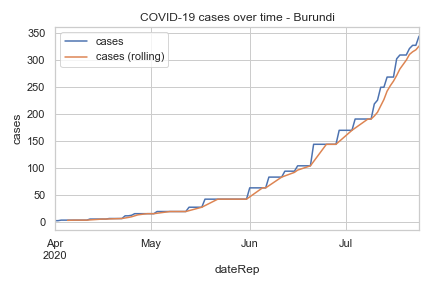 COVID-19 cases over time - Burundi
cases
cases (rolling)
350
300
250
200
150
100
50
0
cases
Apr
2020
May
Jun
Jul
dateRep